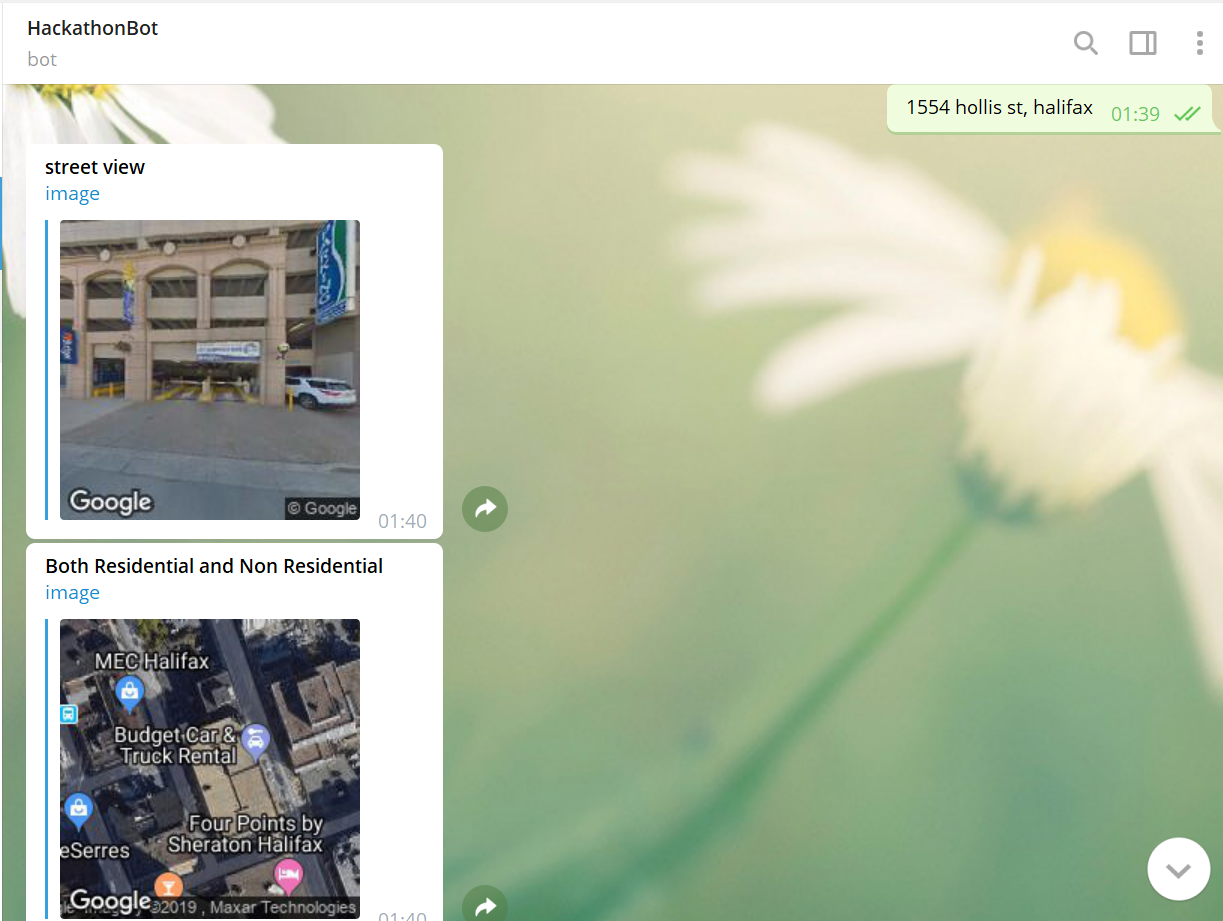 HackathonBot
bot
1554 hollis st, halifax 01:39
street view
image
PARKING
Google
© Google
01:40
Both Residential and Non Residential
image
MEC Halifax
Budget Car &
Truck Rental
Four Points by
Sheraton Halifax
eSerres
Google
©2019 , Maxar Technologies
01:40